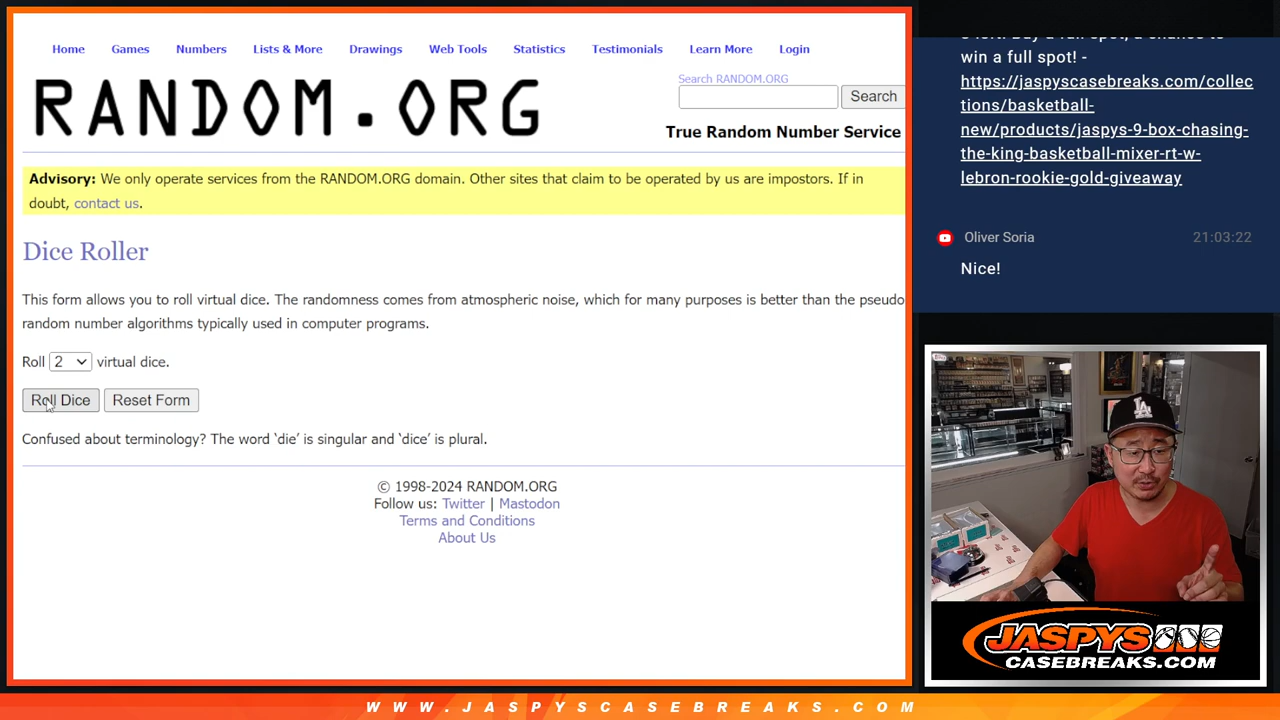 Home Games Numbers Lists & More Drawings Web Tools Statistics Testimonials Learn More Login
RANDOM.ORG
Search RANDOM.ORG
Search
True Random Number Service
Advisory: We only operate services from the RANDOM.ORG domain. Other sites that claim to be operated by us are impostors. If in
doubt, contact us.
Dice Roller
This form allows you to roll virtual dice. The randomness comes from atmospheric noise, which for many purposes is better than the pseudo
random number algorithms typically used in computer programs.
Roll 2 virtual dice.
Roll Dice Reset Form
Confused about terminology? The word ‘die’ is singular and ‘dice’ is plural.
© 1998-2024 RANDOM.ORG
Follow us: Twitter | Mastodon
Terms and Conditions
About Us
win a full spot! -
https://jaspyscasebreaks.com/collec
tions/basketball-
new/products/jaspys-9-box-chasing-
the-king-basketball-mixer-rt-w-
lebron-rookie-gold-giveaway
Oliver Soria 21:03:22
Nice!
LA
JASPYS
CASEBREAKS.COM
WWW.JASPYSCASEBREAKS.COM